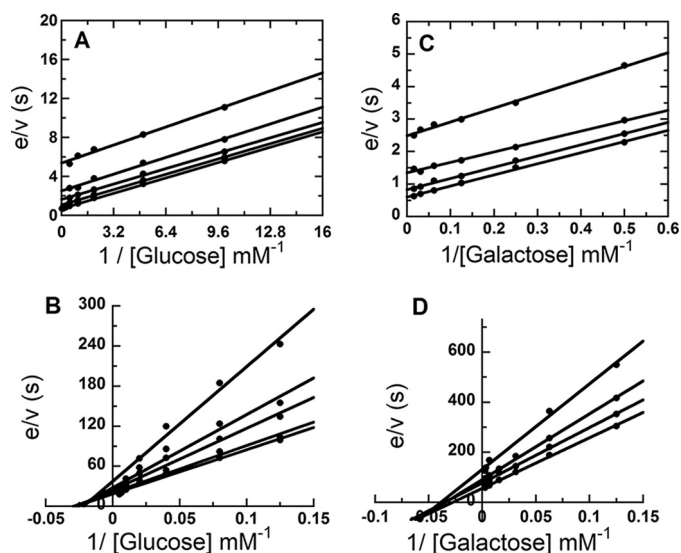 A
e/v (s)
20
16
12
8
4
0
0 3.2 6.4 9.6 12.8 16
1 / [Glucose] mM-1
C
e/v (s)
6
5
4
3
2
1
0
0 0.1 0.2 0.3 0.4 0.5 0.6
1/[Galactose] mM-1
B
e/v (s)
300
240
180
120
60
0
-0.05 0 0.05 0.1 0.15
1/ [Glucose] mM-1
D
e/v (s)
600
400
200
0
-0.1 -0.05 0 0.05 0.1 0.15
1/ [Galactose] mM-1